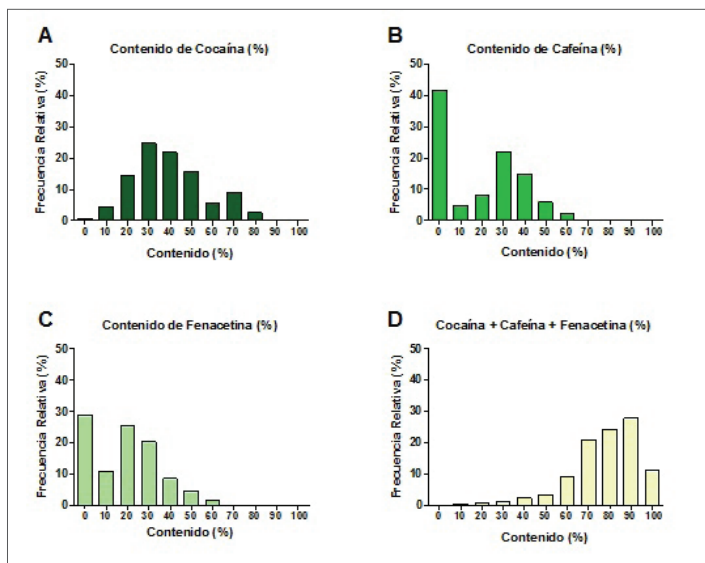 A
Contenido de Cocaína (%)
Frecuencia Relativa (%)
50
40
30
20
10
0
0 10 20 30 40 50 60 70 80 90 100
Contenido (%)
B
Contenido de Cafeína (%)
Frecuencia Relativa (%)
50
40
30
20
10
0
0 10 20 30 40 50 60 70 80 90 100
Contenido (%)
C
Contenido de Fenacetina (%)
Frecuencia Relativa (%)
50
40
30
20
10
0
0 10 20 30 40 50 60 70 80 90 100
Contenido (%)
D
Cocaína + Cafeína + Fenacetina (%)
Frecuencia Relativa (%)
50
40
30
20
10
0
0 10 20 30 40 50 60 70 80 90 100
Contenido (%)